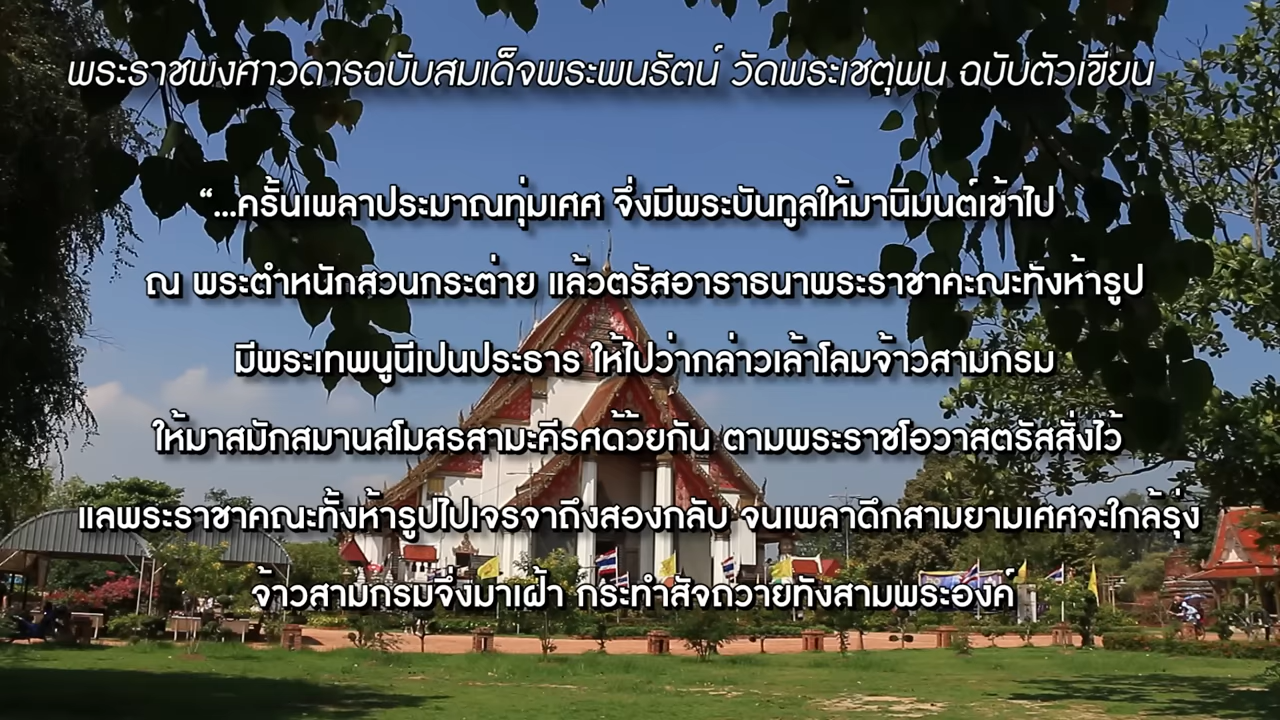 พระราชพงศาวดารฉบับสมเด็จพระพนรัตน์ วัดพระเชตุพน ฉบับตัวเขียน
“...ครั้นเพลาประมาณทุ่มเศศ จึ่งมีพระบันทูลให้มานิมนต์เข้าไป
ณ พระตำหนักสวนกระต่าย แล้วตรัสอาราธนาพระราชาคะณะทังห้ารูป
มีพระเทพนูนีเปนประธาร ให้ไปว่ากล่าวเล้าโลมจ้าวสามกรม
ให้มาสมักสมานสโมสรสามะคีรศด้วัยกัน ตามพระราชโอวาสตรัสสั่งไว้
แลพระราชาคณะทั้งห้ารูปไปเจรจาถึงสองกลับ จนเพลาดึกสามยามเศศจะใกล้รุ่ง
จ้าวสามกรมจึ่งมาเฝ้า กระทำสัจถวายทังสามพระองค์